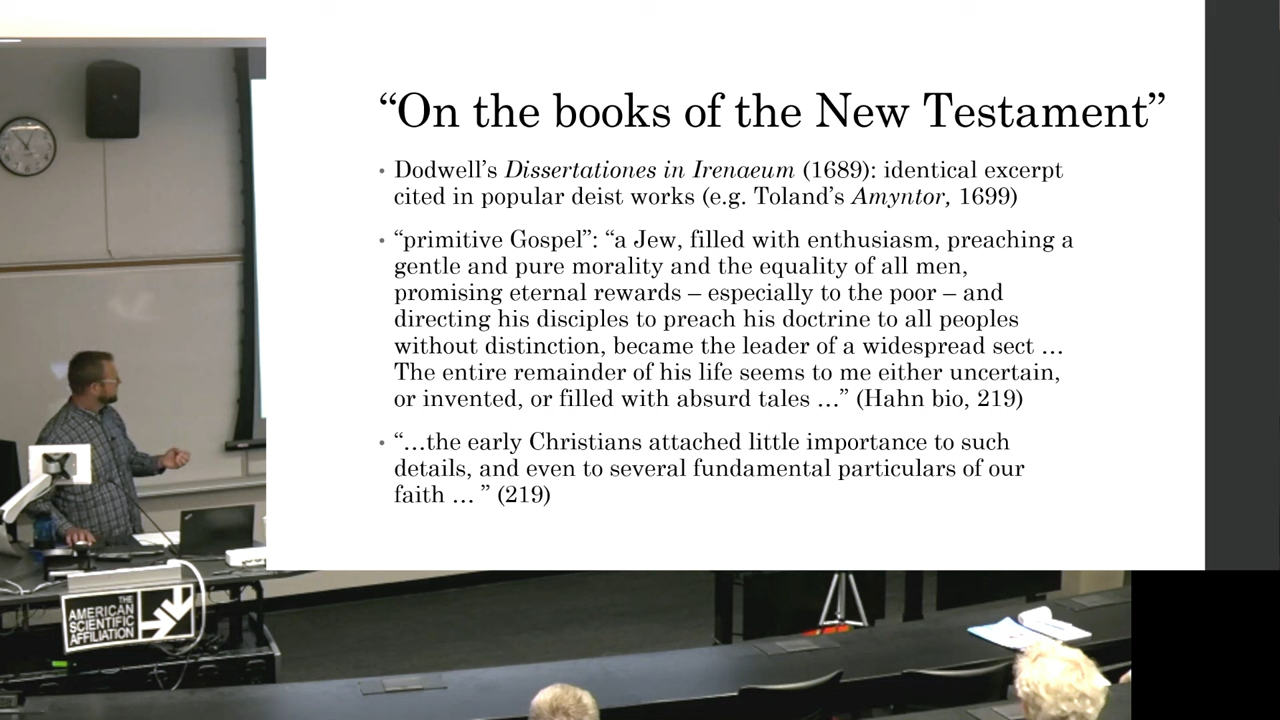 “On the books of the New Testament”
• Dodwell’s Dissertationes in Irenaeum (1689): identical excerpt
cited in popular deist works (e.g. Toland’s Amyntor, 1699)
• “primitive Gospel”: “a Jew, filled with enthusiasm, preaching a
gentle and pure morality and the equality of all men,
promising eternal rewards – especially to the poor – and
directing his disciples to preach his doctrine to all peoples
without distinction, became the leader of a widespread sect …
The entire remainder of his life seems to me either uncertain,
or invented, or filled with absurd tales …” (Hahn bio, 219)
• “…the early Christians attached little importance to such
details, and even to several fundamental particulars of our
faith … ” (219)
THE
AMERICAN
SCIENTIFIC
AFFILIATION